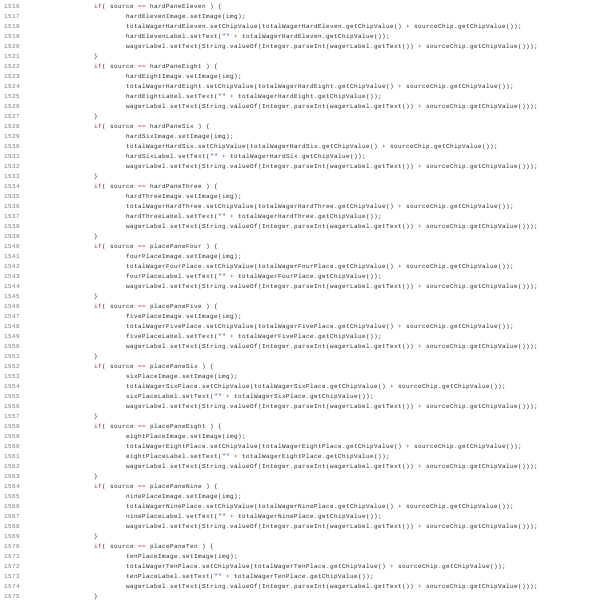 1516 if( source == hardPaneEleven ) {
1517 hardElevenImage.setImage(img);
1518 totalWagerHardEleven.setChipValue(totalWagerHardEleven.getChipValue() + sourceChip.getChipValue());
1519 hardElevenLabel.setText("" + totalWagerHardEleven.getChipValue());
1520 wagerLabel.setText(String.valueOf(Integer.parseInt(wagerLabel.getText()) + sourceChip.getChipValue()));
1521 }
1522 if( source == hardPaneEight ) {
1523 hardEightImage.setImage(img);
1524 totalWagerHardEight.setChipValue(totalWagerHardEight.getChipValue() + sourceChip.getChipValue());
1525 hardEightLabel.setText("" + totalWagerHardEight.getChipValue());
1526 wagerLabel.setText(String.valueOf(Integer.parseInt(wagerLabel.getText()) + sourceChip.getChipValue()));
1527 }
1528 if( source == hardPaneSix ) {
1529 hardSixImage.setImage(img);
1530 totalWagerHardSix.setChipValue(totalWagerHardSix.getChipValue() + sourceChip.getChipValue());
1531 hardSixLabel.setText("" + totalWagerHardSix.getChipValue());
1532 wagerLabel.setText(String.valueOf(Integer.parseInt(wagerLabel.getText()) + sourceChip.getChipValue()));
1533 }
1534 if( source == hardPaneThree ) {
1535 hardThreeImage.setImage(img);
1536 totalWagerHardThree.setChipValue(totalWagerHardThree.getChipValue() + sourceChip.getChipValue());
1537 hardThreeLabel.setText("" + totalWagerHardThree.getChipValue());
1538 wagerLabel.setText(String.valueOf(Integer.parseInt(wagerLabel.getText()) + sourceChip.getChipValue()));
1539 }
1540 if( source == placePaneFour ) {
1541 fourPlaceImage.setImage(img);
1542 totalWagerFourPlace.setChipValue(totalWagerFourPlace.getChipValue() + sourceChip.getChipValue());
1543 fourPlaceLabel.setText("" + totalWagerFourPlace.getChipValue());
1544 wagerLabel.setText(String.valueOf(Integer.parseInt(wagerLabel.getText()) + sourceChip.getChipValue()));
1545 }
1546 if( source == placePaneFive ) {
1547 fivePlaceImage.setImage(img);
1548 totalWagerFivePlace.setChipValue(totalWagerFivePlace.getChipValue() + sourceChip.getChipValue());
1549 fivePlaceLabel.setText("" + totalWagerFivePlace.getChipValue());
1550 wagerLabel.setText(String.valueOf(Integer.parseInt(wagerLabel.getText()) + sourceChip.getChipValue()));
1551 }
1552 if( source == placePaneSix ) {
1553 sixPlaceImage.setImage(img);
1554 totalWagerSixPlace.setChipValue(totalWagerSixPlace.getChipValue() + sourceChip.getChipValue());
1555 sixPlaceLabel.setText("" + totalWagerSixPlace.getChipValue());
1556 wagerLabel.setText(String.valueOf(Integer.parseInt(wagerLabel.getText()) + sourceChip.getChipValue()));
1557 }
1558 if( source == placePaneEight ) {
1559 eightPlaceImage.setImage(img);
1560 totalWagerEightPlace.setChipValue(totalWagerEightPlace.getChipValue() + sourceChip.getChipValue());
1561 eightPlaceLabel.setText("" + totalWagerEightPlace.getChipValue());
1562 wagerLabel.setText(String.valueOf(Integer.parseInt(wagerLabel.getText()) + sourceChip.getChipValue()));
1563 }
1564 if( source == placePaneNine ) {
1565 ninePlaceImage.setImage(img);
1566 totalWagerNinePlace.setChipValue(totalWagerNinePlace.getChipValue() + sourceChip.getChipValue());
1567 ninePlaceLabel.setText("" + totalWagerNinePlace.getChipValue());
1568 wagerLabel.setText(String.valueOf(Integer.parseInt(wagerLabel.getText()) + sourceChip.getChipValue()));
1569 }
1570 if( source == placePaneTen ) {
1571 tenPlaceImage.setImage(img);
1572 totalWagerTenPlace.setChipValue(totalWagerTenPlace.getChipValue() + sourceChip.getChipValue());
1573 tenPlaceLabel.setText("" + totalWagerTenPlace.getChipValue());
1574 wagerLabel.setText(String.valueOf(Integer.parseInt(wagerLabel.getText()) + sourceChip.getChipValue()));
1575 }